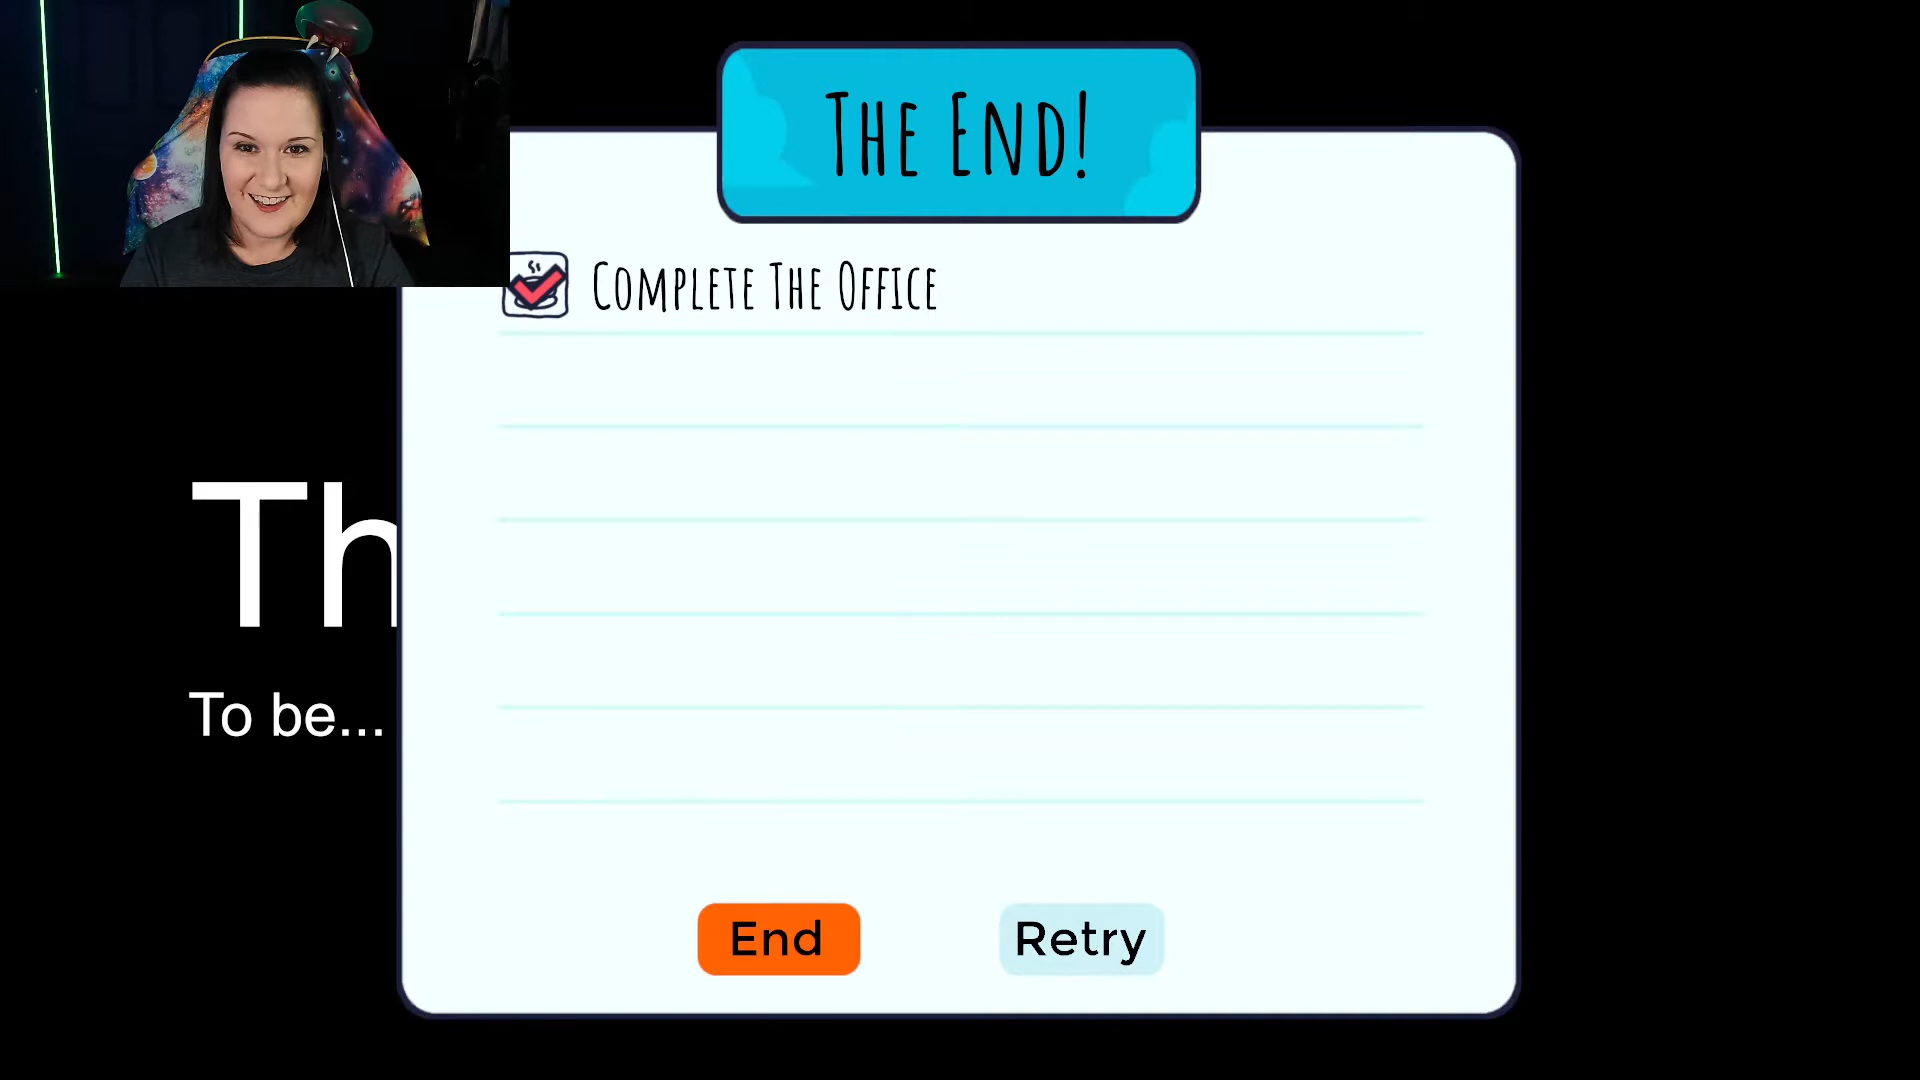 The End!
Complete The Office
Th
To be...
End
Retry